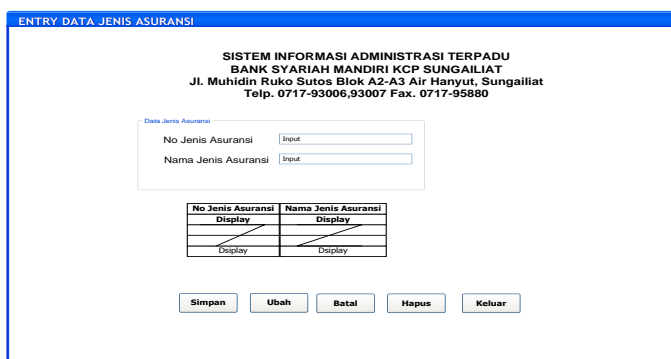 ENTRY DATA JENIS ASURANSI
SISTEM INFORMASI ADMINISTRASI TERPADU
BANK SYARIAH MANDIRI KCP SUNGAILIAT
Jl. Muhidin Ruko Sutos Blok A2-A3 Air Hanyut, Sungailiat
Telp. 0717-93006,93007 Fax. 0717-95880
Data Jenis Asuransi
No Jenis Asuransi Input
Nama Jenis Asuransi Input
No Jenis Asuransi Nama Jenis Asuransi
Display Display
Dsiplay Dsiplay
Simpan Ubah Batal Hapus Keluar